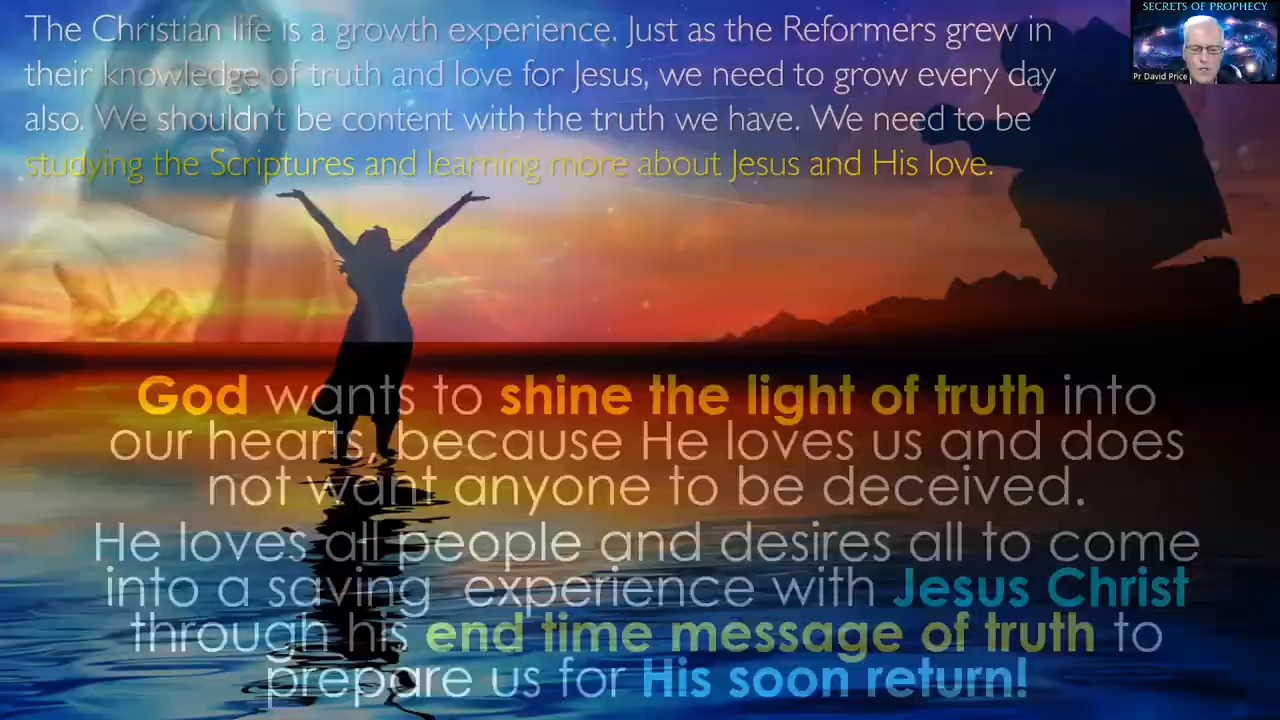 The Christian life is a growth experience. Just as the Reformers grew in
their knowledge of truth and love for Jesus, we need to grow every day
also. We shouldn't be content with the truth we have. We need to be
studying the Scriptures and learning more about Jesus and His love.
SECRETS OF PROPHECY
Pr David Price
God wants to shine the light of truth into
our hearts, because He loves us and does
not want anyone to be deceived.
He loves all people and desires all to come
into a saving experience with Jesus Christ
through his end time message of truth to
prepare us for His soon return!